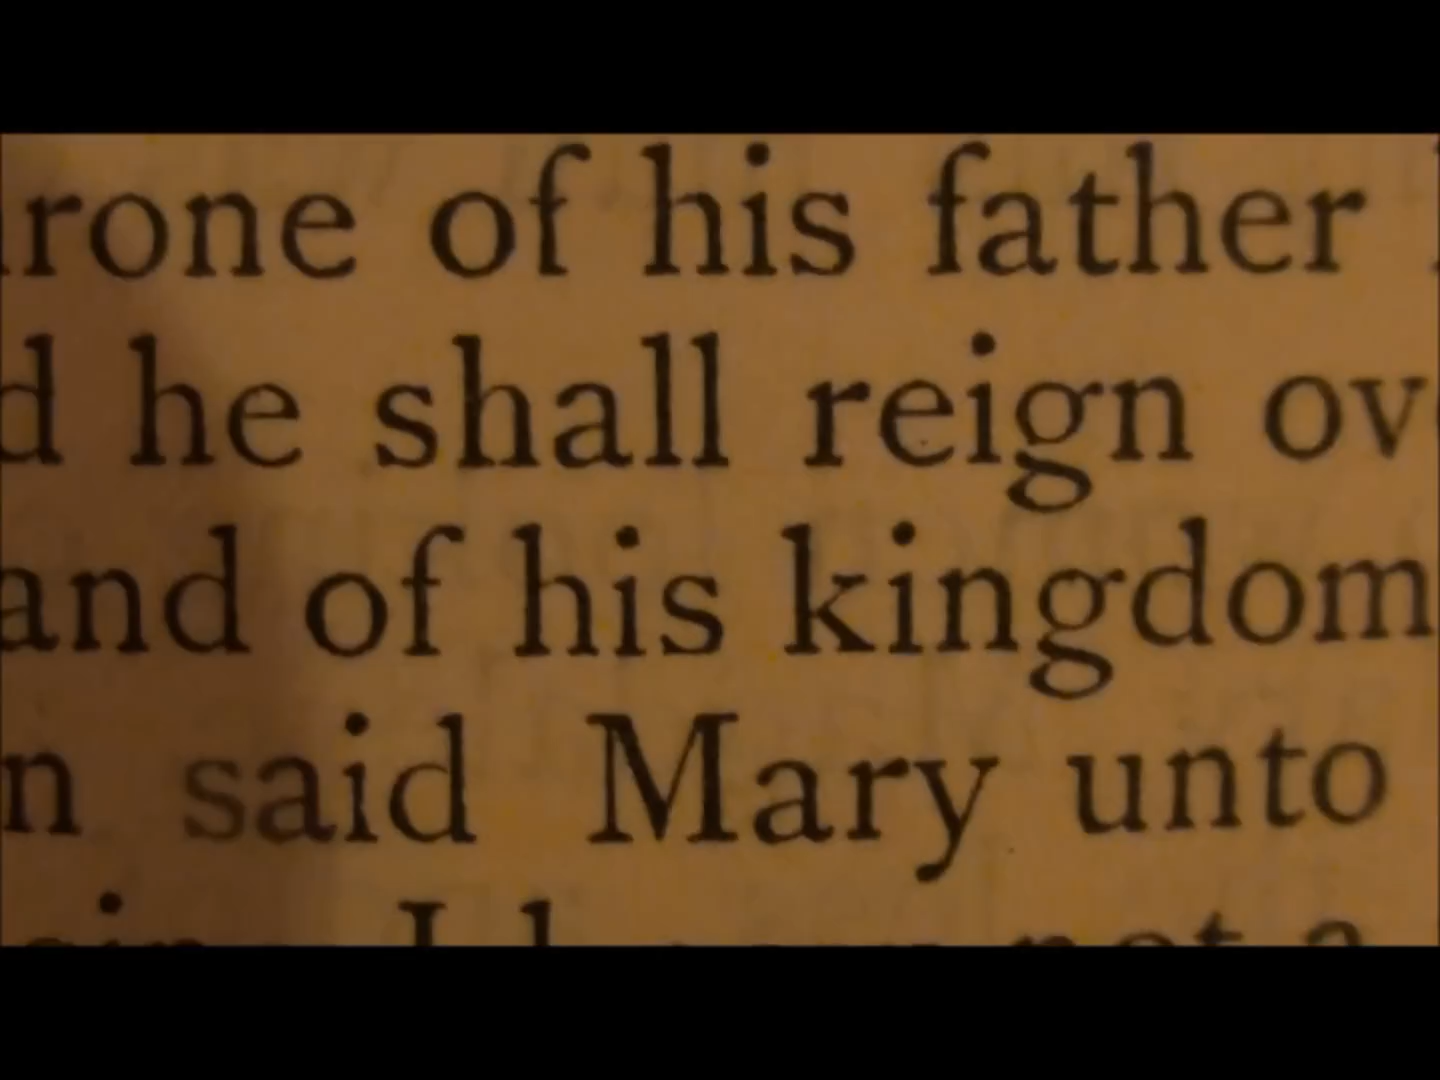 rone of his father
d he shall reign ov
and of his kingdom
n said Mary unto